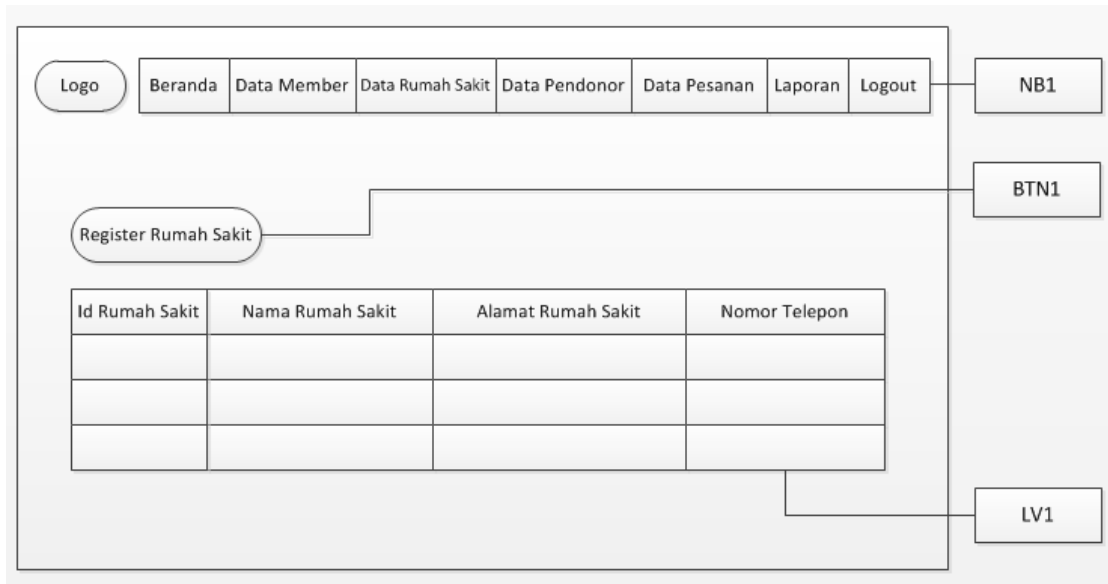 Logo
Beranda
Data Member
Data Rumah Sakit
Data Pendonor
Data Pesanan
Laporan
Logout
NB1
BTN1
Register Rumah Sakit
Id Rumah Sakit
Nama Rumah Sakit
Alamat Rumah Sakit
Nomor Telepon
LV1